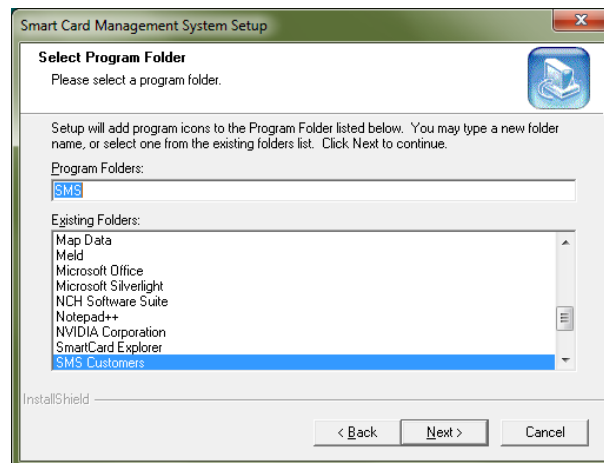 Smart Card Management System Setup
x
Select Program Folder
Please select a program folder.
Setup will add program icons to the Program Folder listed below. You may type a new folder
name, or select one from the existing folders list. Click Next to continue.
Program Folders:
SMS
Existing Folders:
Map Data
Meld
Microsoft Office
Microsoft Silverlight
NCH Software Suite
Notepad++
NVIDIA Corporation
SmartCard Explorer
SMS Customers
InstallShield
< Back
Next >
Cancel